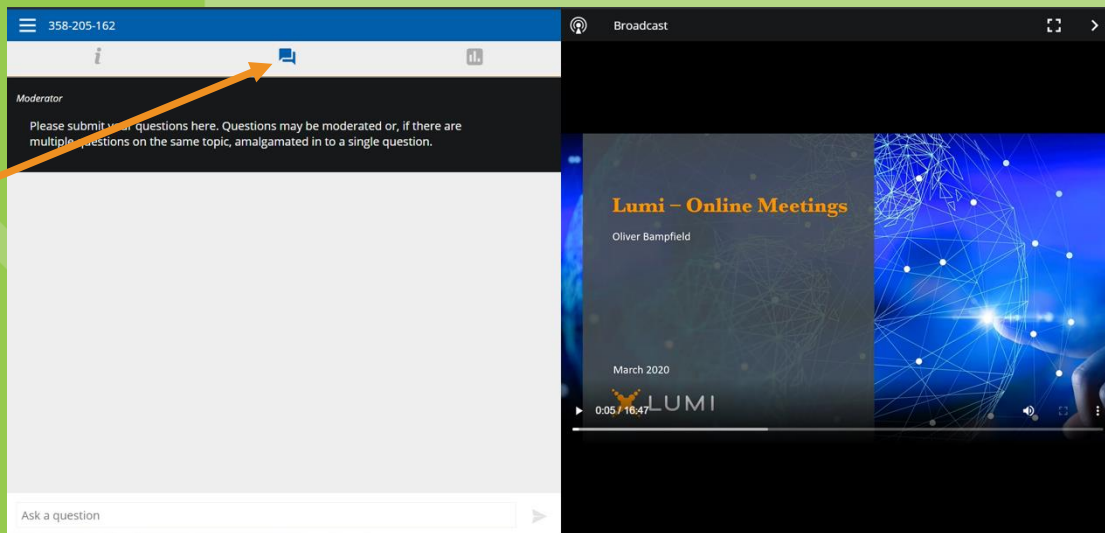 358-205-162
Moderator
Please submit your questions here. Questions may be moderated or, if there are
multiple questions on the same topic, amalgamated in to a single question.
Ask a question
Broadcast
Lumi – Online Meetings
Oliver Bampfield
March 2020
LUMI
0:05 / 16:47